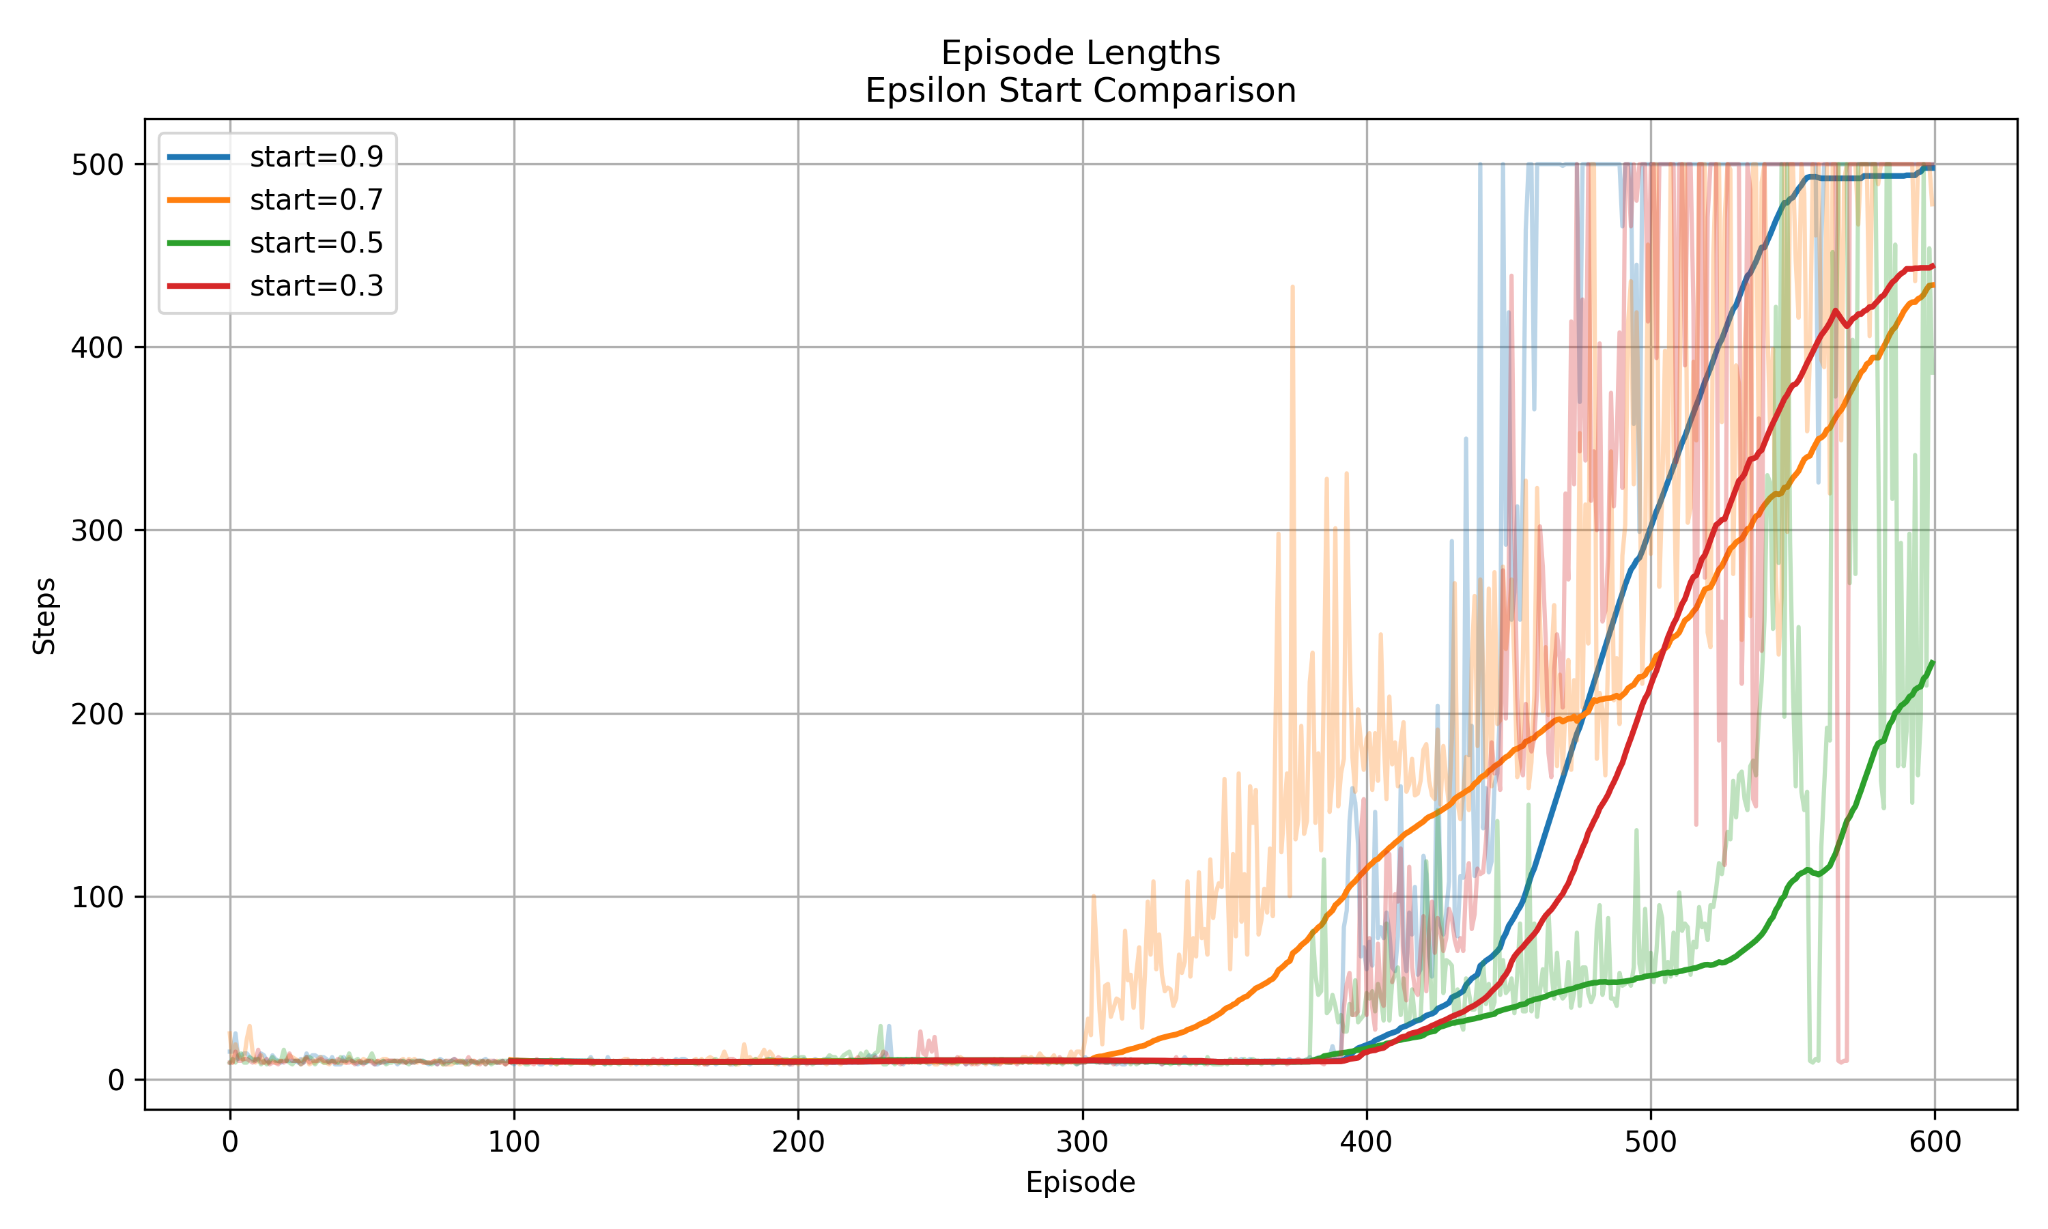 Episode Lengths
Epsilon Start Comparison
start=0.9
start=0.7
start=0.5
start=0.3
Steps
500
400
300
200
100
0
0 100 200 300 400 500 600
Episode